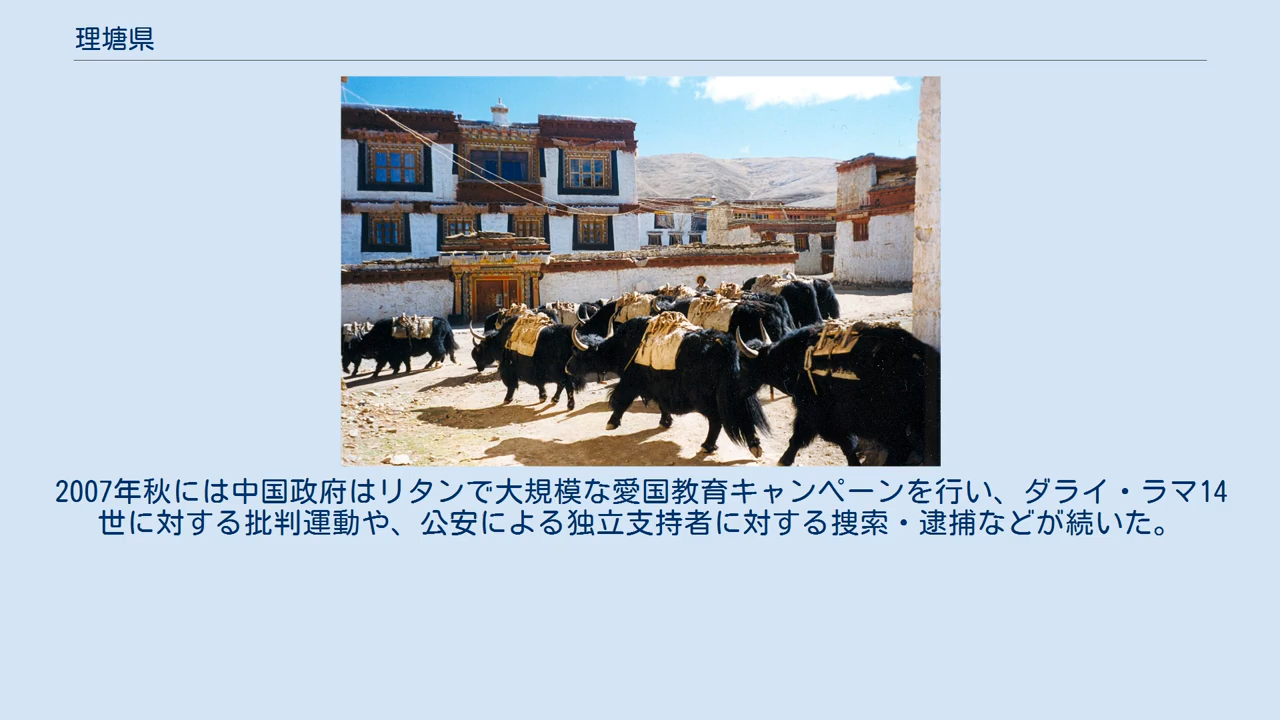 理塘県
2007年秋には中国政府はリタンで大規模な愛国教育キャンペーンを行い、ダライ・ラマ14
世に対する批判運動や、公安による独立支持者に対する捜索・逮捕などが続いた。